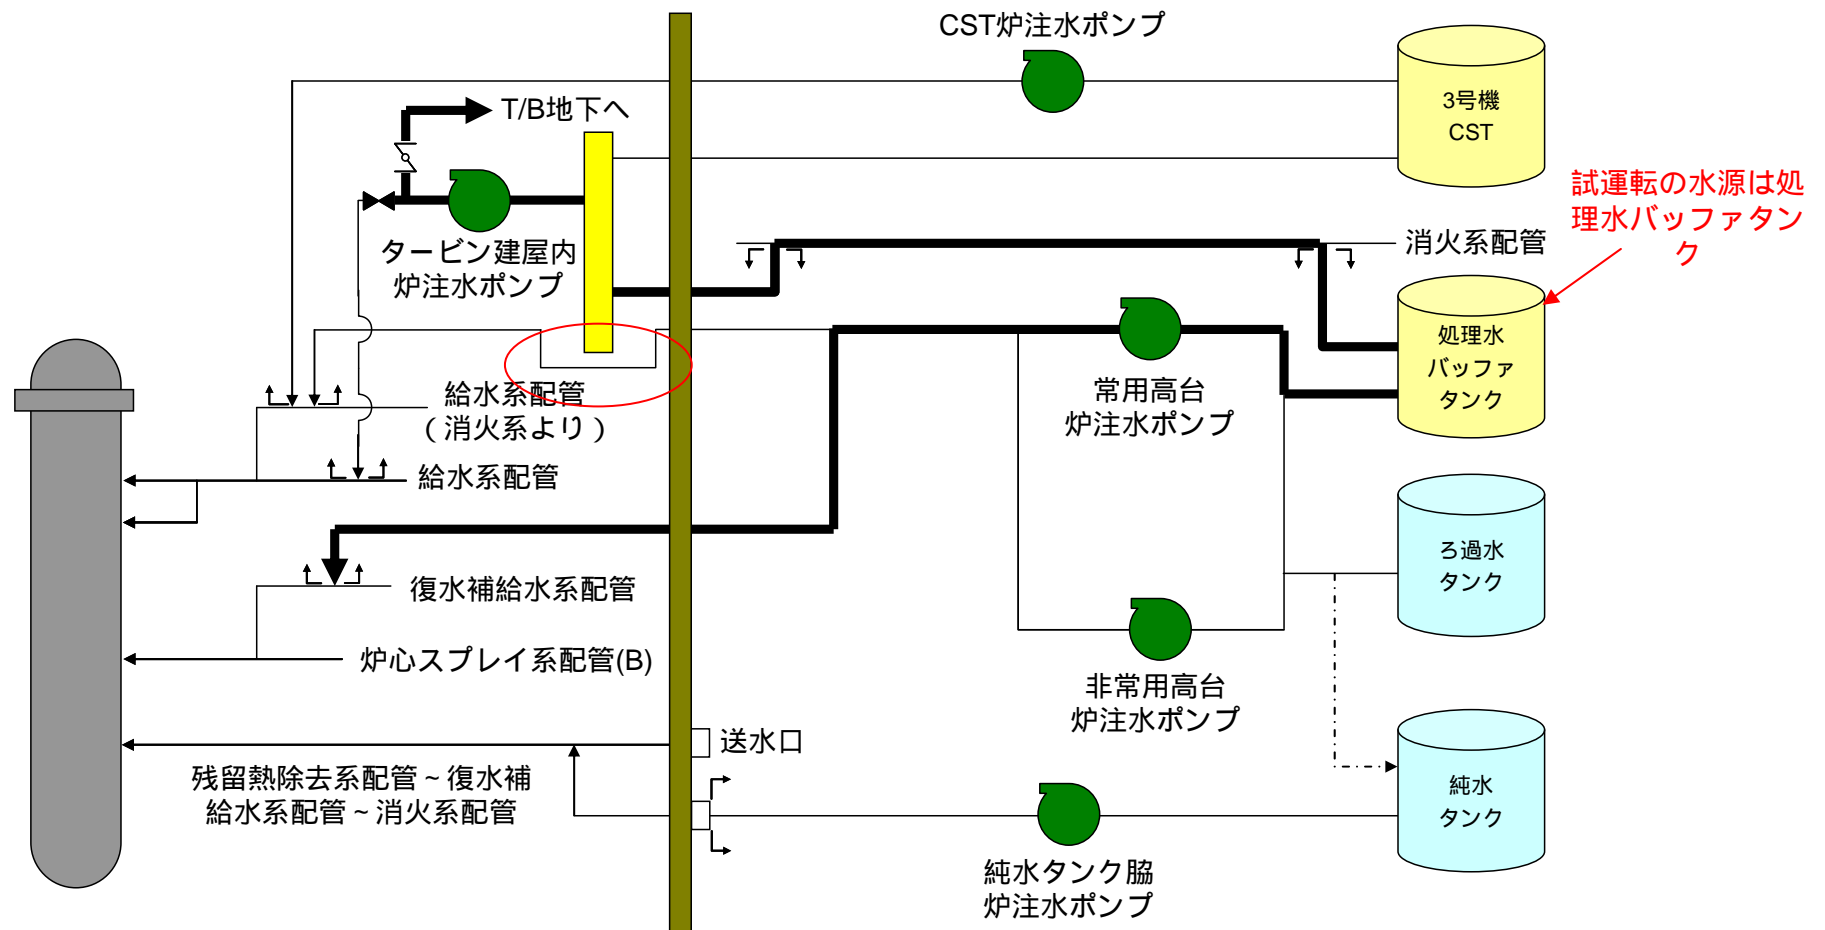 CST炉注水ポンプ
3号機
CST
T/B地下へ
試運転の水源は処
理水バッファタン
ク
消火系配管
タービン建屋内
炉注水ポンプ
処理水
バッファ
タンク
常用高台
炉注水ポンプ
給水系配管
（消火系より）
給水系配管
ろ過水
タンク
復水補給水系配管
炉心スプレイ系配管(B)
非常用高台
炉注水ポンプ
送水口
残留熱除去系配管～復水補
給水系配管～消火系配管
純水
タンク
純水タンク脇
炉注水ポンプ